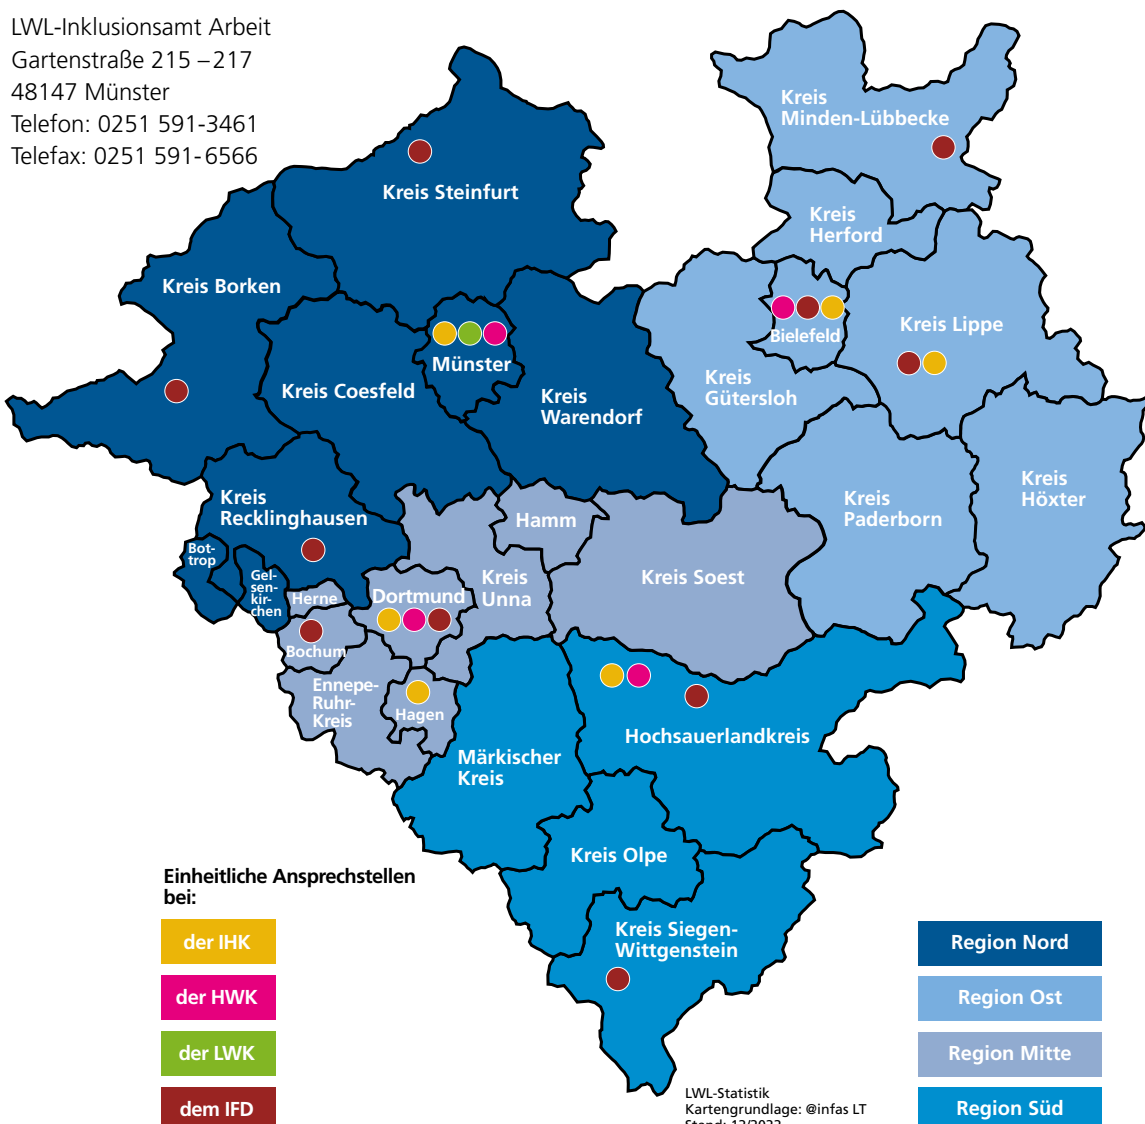 LWL-Inklusionsamt Arbeit
Gartenstraße 215 – 217
48147 Münster
Telefon: 0251 591-3461
Telefax: 0251 591-6566
Kreis
Minden-Lübbecke
Kreis Steinfurt
Kreis
Herford
Kreis Borken
Kreis Lippe
Bielefeld
Münster
Kreis Coesfeld
Kreis
Warendorf
Kreis
Gütersloh
Kreis
Recklinghausen
Kreis
Höxter
Kreis
Paderborn
Hamm
Bot-
trop
Gel-
sen-
kir-
chen
Herne
Dortmund
Kreis
Unna
Kreis Soest
Bochum
Ennepe-
Ruhr-
Kreis
Hagen
Hochsauerlandkreis
Märkischer
Kreis
Kreis Olpe
Kreis Siegen-
Wittgenstein
Einheitliche Ansprechstellen
bei:
der IHK
der HWK
der LWK
dem IFD
Region Nord
Region Ost
Region Mitte
Region Süd
LWL-Statistik
Kartengrundlage: @infas LT
Stand: 12/2022